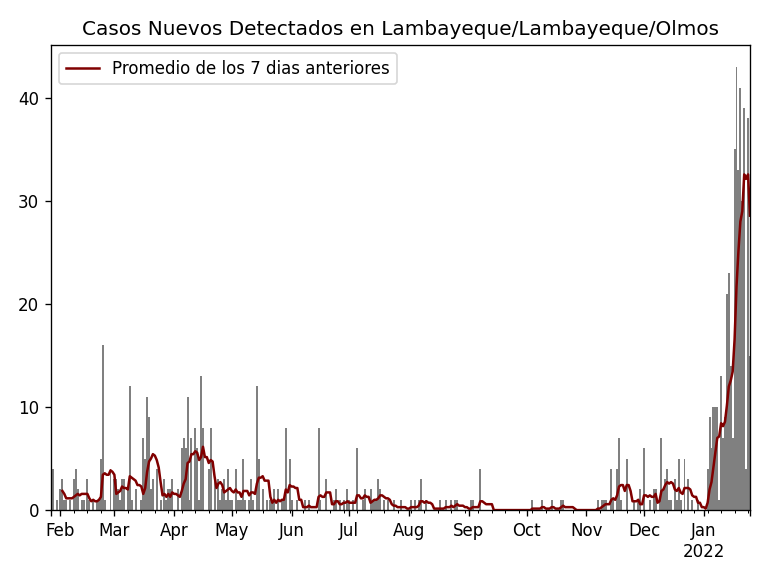 Casos Nuevos Detectados en Lambayeque/Lambayeque/Olmos
Promedio de los 7 dias anteriores
40
30
20
10
0
Feb Mar Apr May Jun Jul Aug Sep Oct Nov Dec Jan
2022